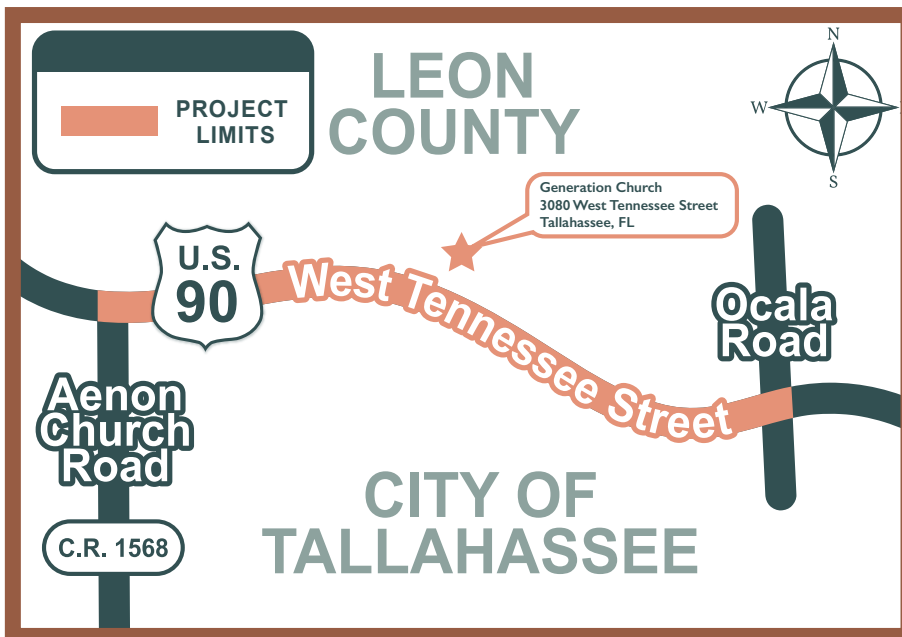 PROJECT
LIMITS
LEON
COUNTY
N
W
S
Generation Church
3080 West Tennessee Street
Tallahassee, FL
U.S.
90
West Tennessee Street
Ocala
Road
Aenon
Church
Road
C.R. 1568
CITY OF
TALLAHASSEE